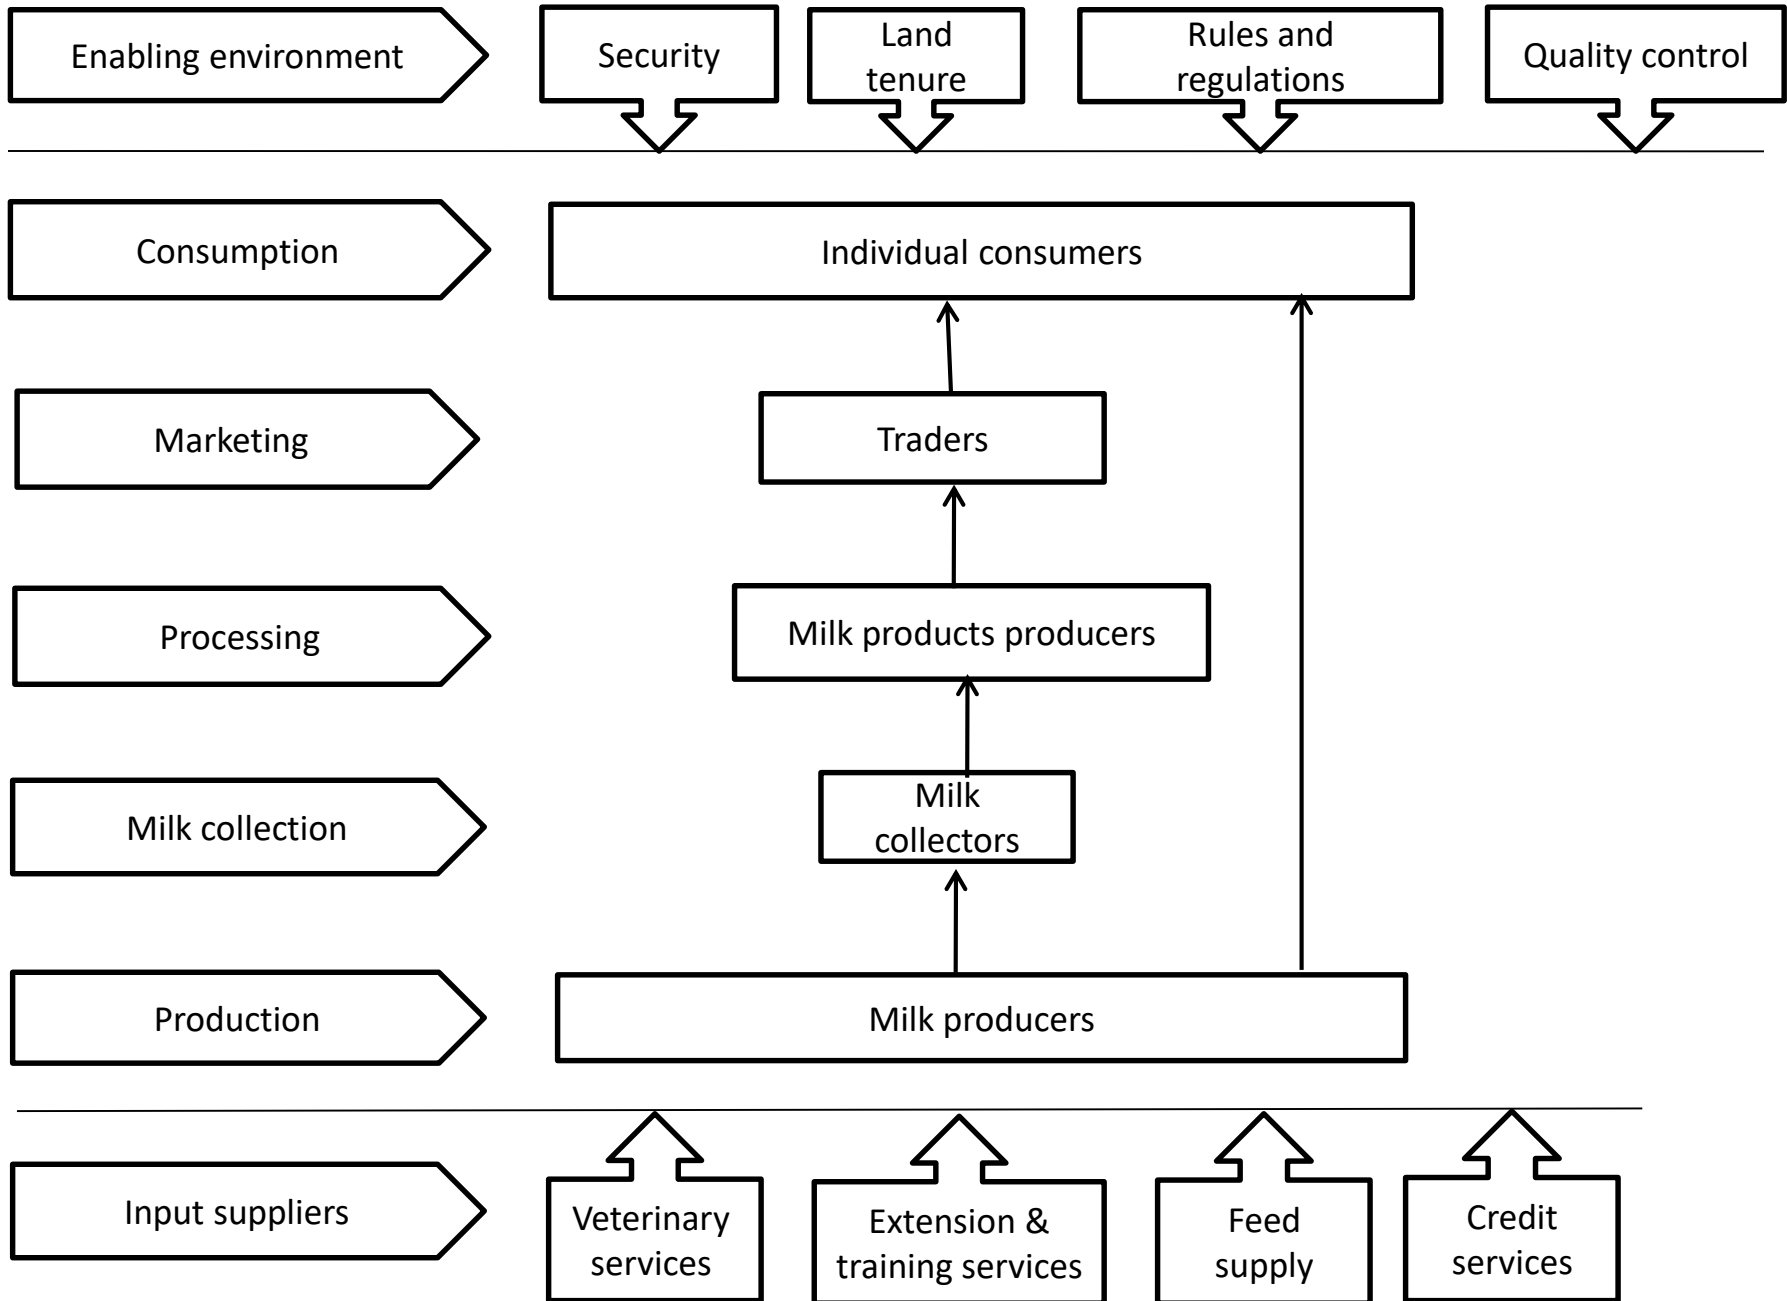 Enabling environment
Security
Land
tenure
Rules and
regulations
Quality control
Consumption
Individual consumers
Marketing
Traders
Processing
Milk products producers
Milk collection
Milk
collectors
Production
Milk producers
Input suppliers
Veterinary
services
Extension &
training services
Feed
supply
Credit
services